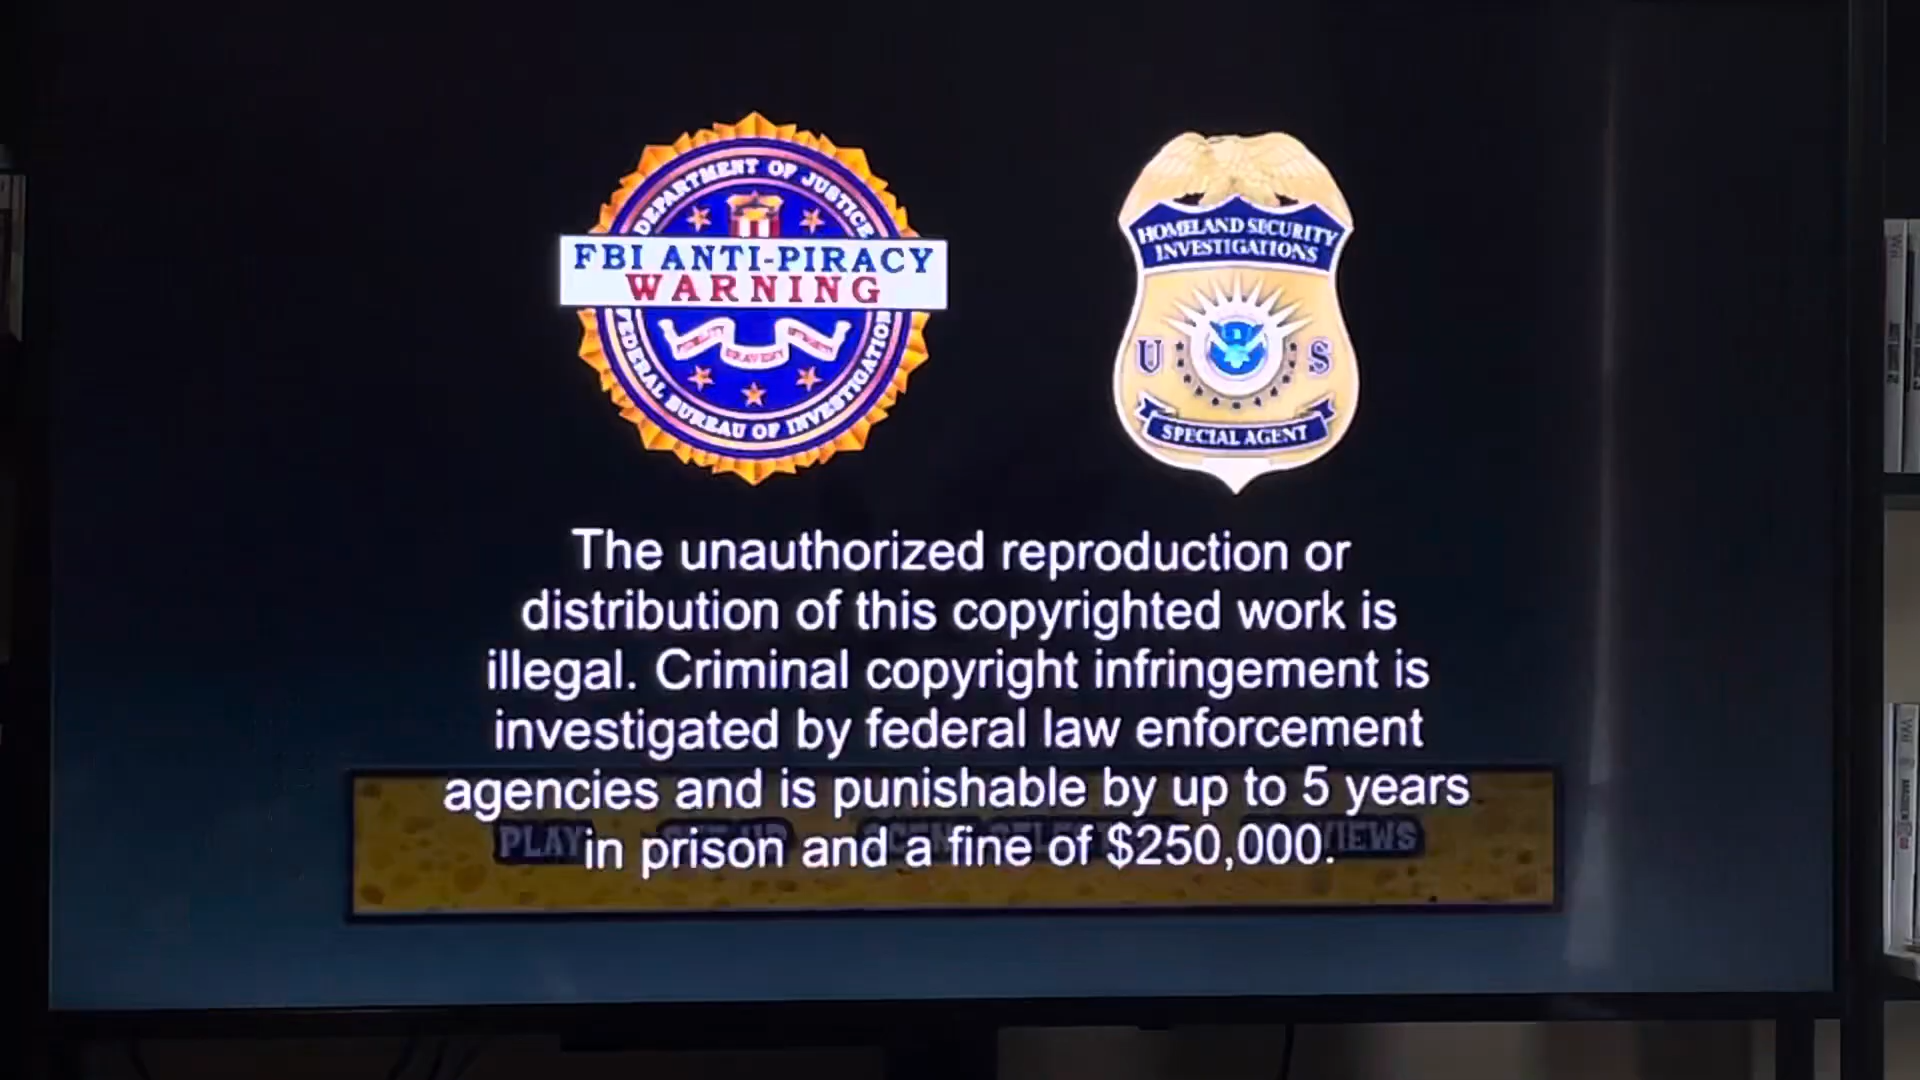 DEPARTMENT OF JUSTICE
FBI ANTI-PIRACY
WARNING
BRAVERY
FEDERAL BUREAU OF INVESTIGATION
HOMELAND SECURITY
INVESTIGATIONS
U S
SPECIAL AGENT
The unauthorized reproduction or
distribution of this copyrighted work is
illegal. Criminal copyright infringement is
investigated by federal law enforcement
agencies and is punishable by up to 5 years
in prison and a fine of $250,000.
PLAY